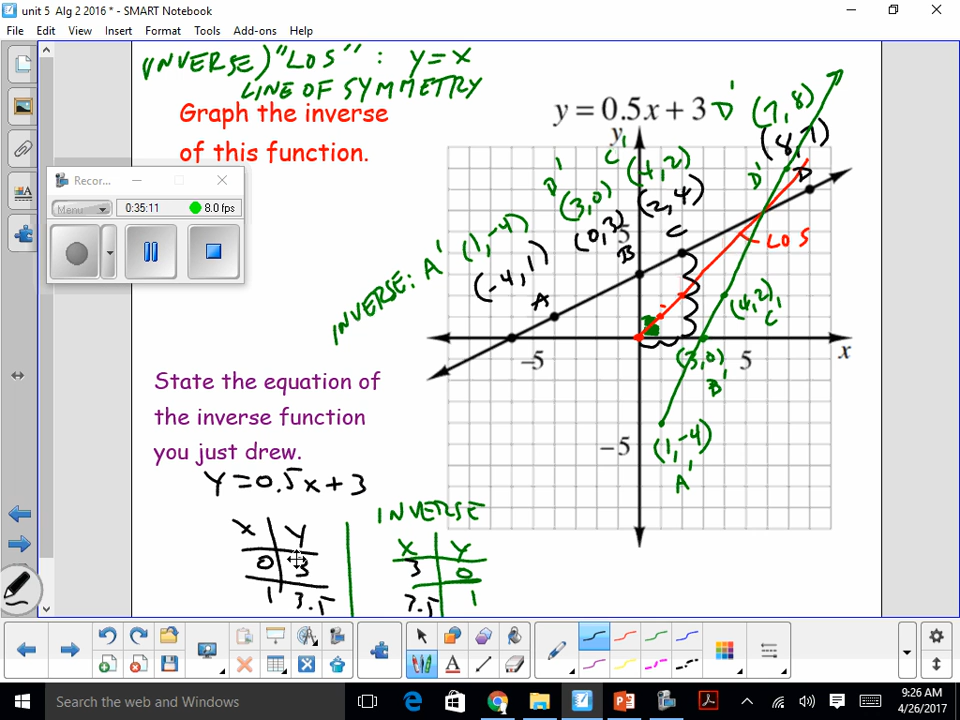 unit 5 Alg 2 2016 * - SMART Notebook
File Edit View Insert Format Tools Add-ons Help
(INVERSE) "LOS" : y=x
LINE OF SYMMETRY
Graph the inverse
of this function.
y = 0.5x + 3
D' (7,8)
(8,7)
D
D'
y
C'
(4,2)
(2,4)
C
D'
(3,0)
(0,3)
B
INVERSE: A' (1,-4)
(-4,1)
A
Recor...
Menu
0:35:11
8.0 fps
5
LOS
(4,2),
C
-5
5
x
(3,0)
B'
-5
(1,-4)
A'
State the equation of
the inverse function
you just drew.
Y = 0.5x + 3
x y
0 3
1 3.5
INVERSE
x y
3 0
3.5 1
Search the web and Windows
9:26 AM
4/26/2017